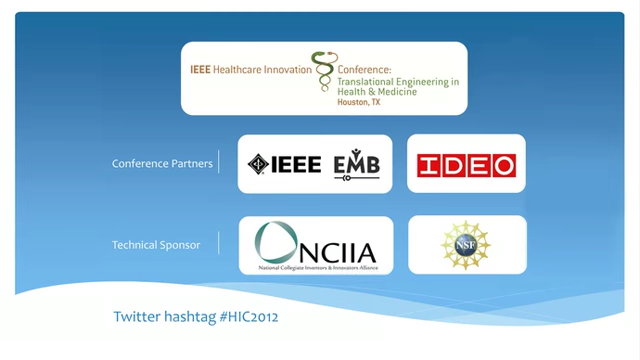 IEEE Healthcare Innovation Conference:
Translational Engineering in
Health & Medicine
Houston, TX
Conference Partners
IEEE EMB IDEO
Technical Sponsor
NCIIA NSF
National Collegiate Inventors & Innovators Alliance
Twitter hashtag #HIC2012